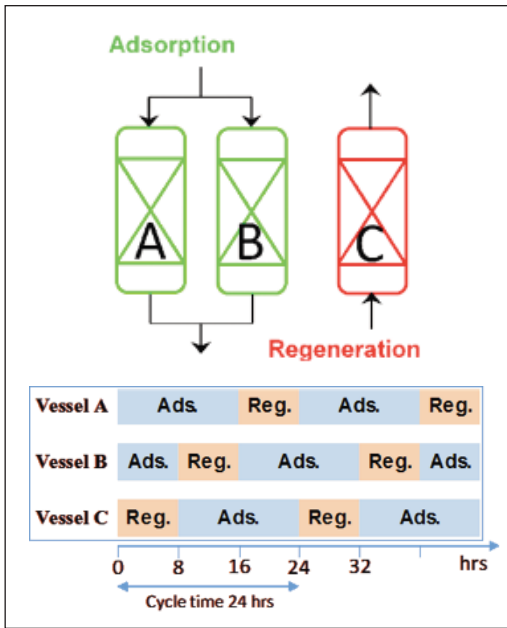 Adsorption
A B C
Regeneration
Vessel A Ads. Reg. Ads. Reg.
Vessel B Ads. Reg. Ads. Reg. Ads.
Vessel C Reg. Ads. Reg. Ads.
0 8 16 24 32 hrs
Cycle time 24 hrs